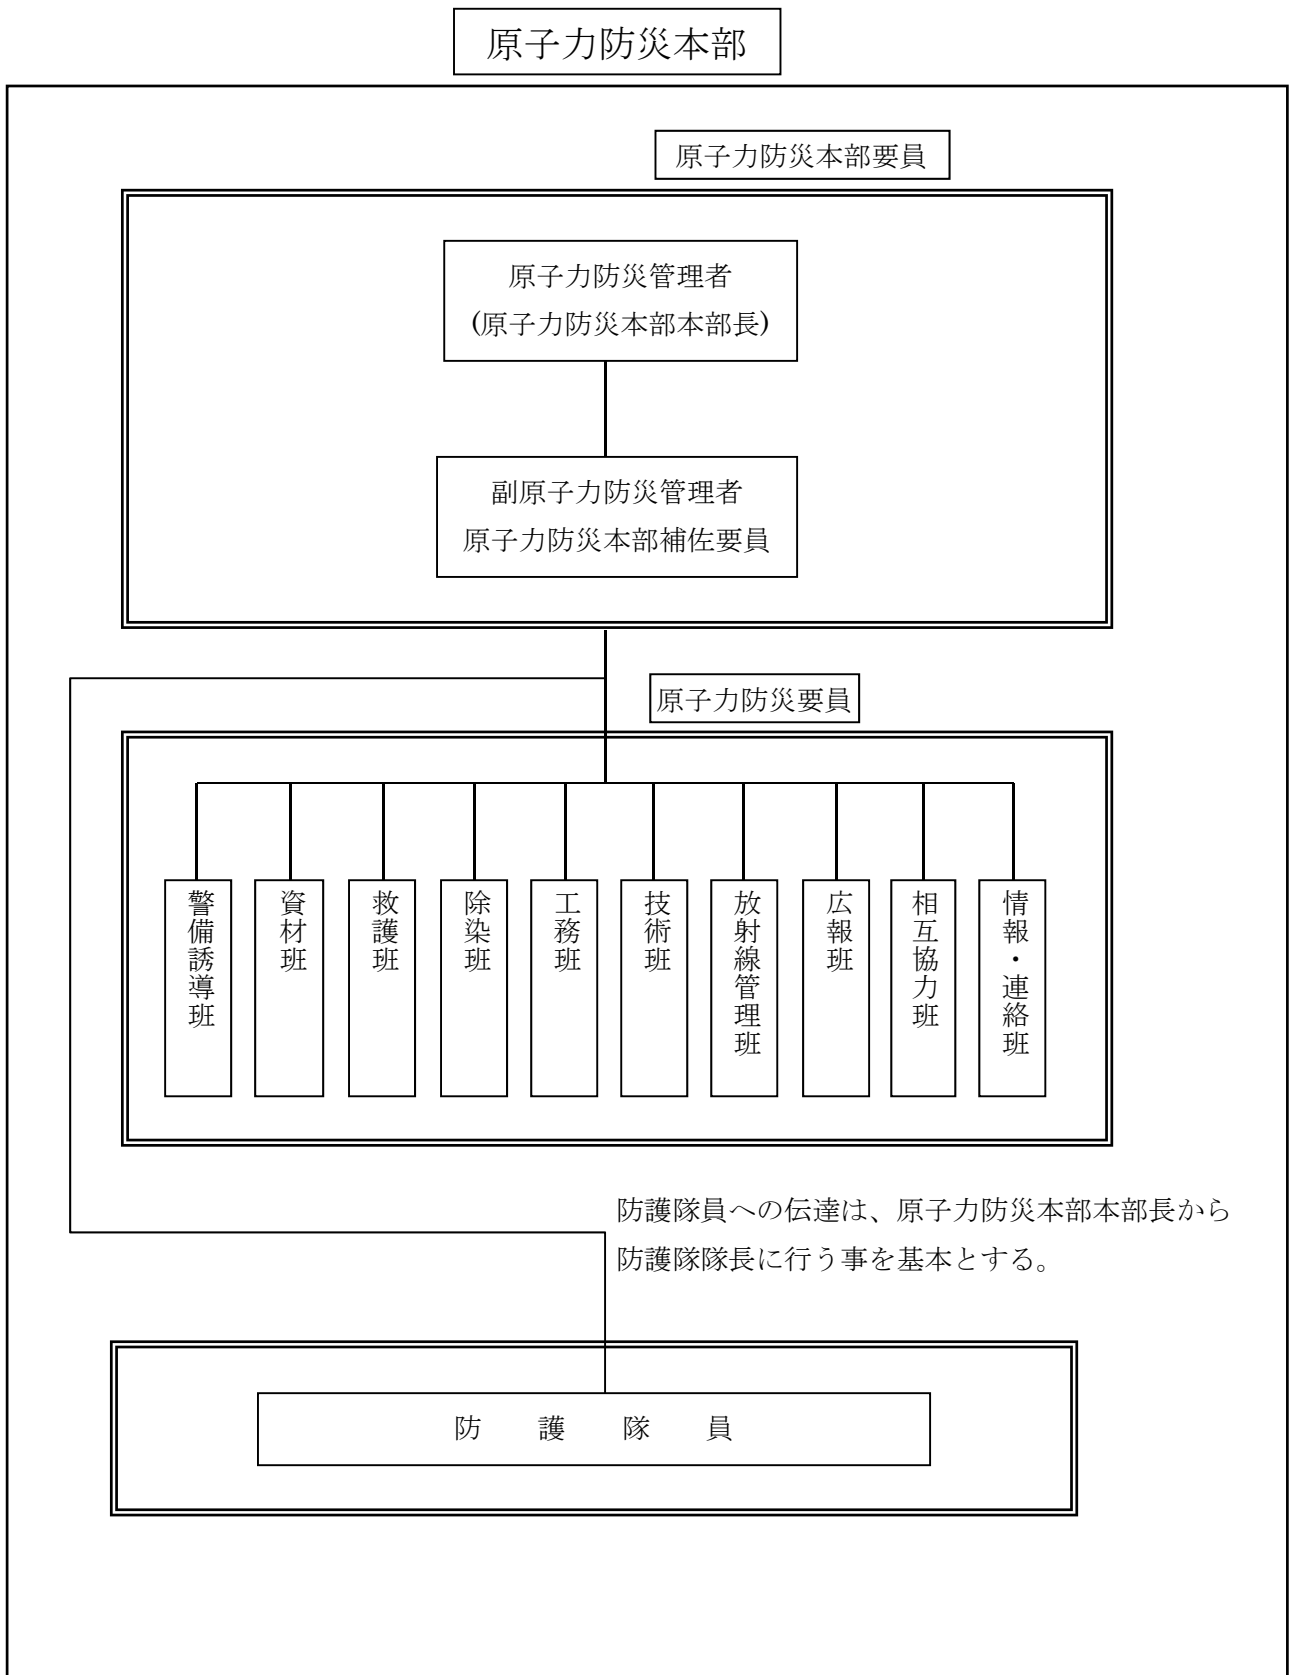 原子力防災本部
原子力防災本部要員
原子力防災管理者
(原子力防災本部本部長)
副原子力防災管理者
原子力防災本部補佐要員
原子力防災要員
警備誘導班
資材班
救護班
除染班
工務班
技術班
放射線管理班
広報班
相互協力班
情報・連絡班
防護隊員への伝達は、原子力防災本部本部長から
防護隊隊長に行う事を基本とする。
防　護　隊　員